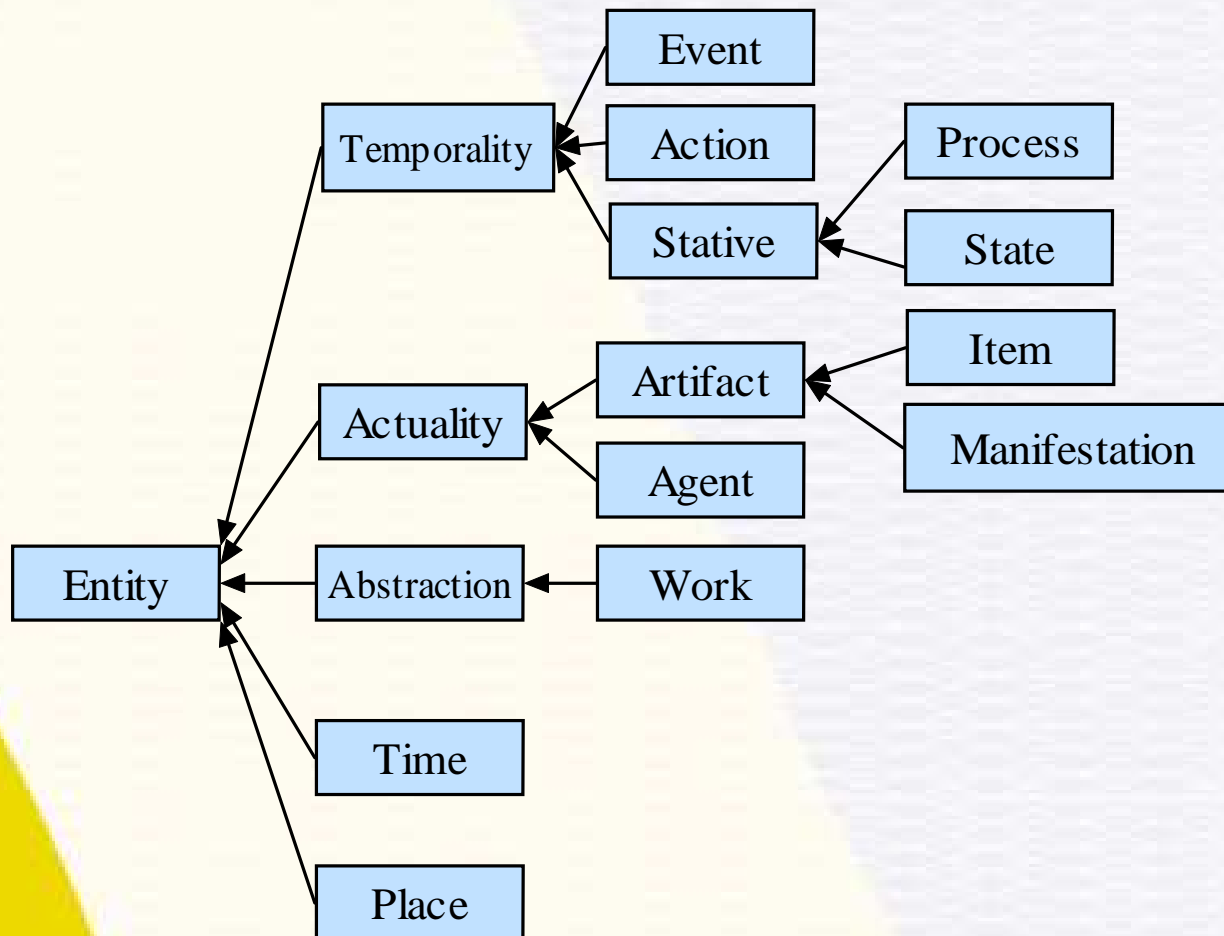 Event
Temporality
Action
Process
Stative
State
Item
Artifact
Actuality
Manifestation
Agent
Entity
Abstraction
Work
Time
Place